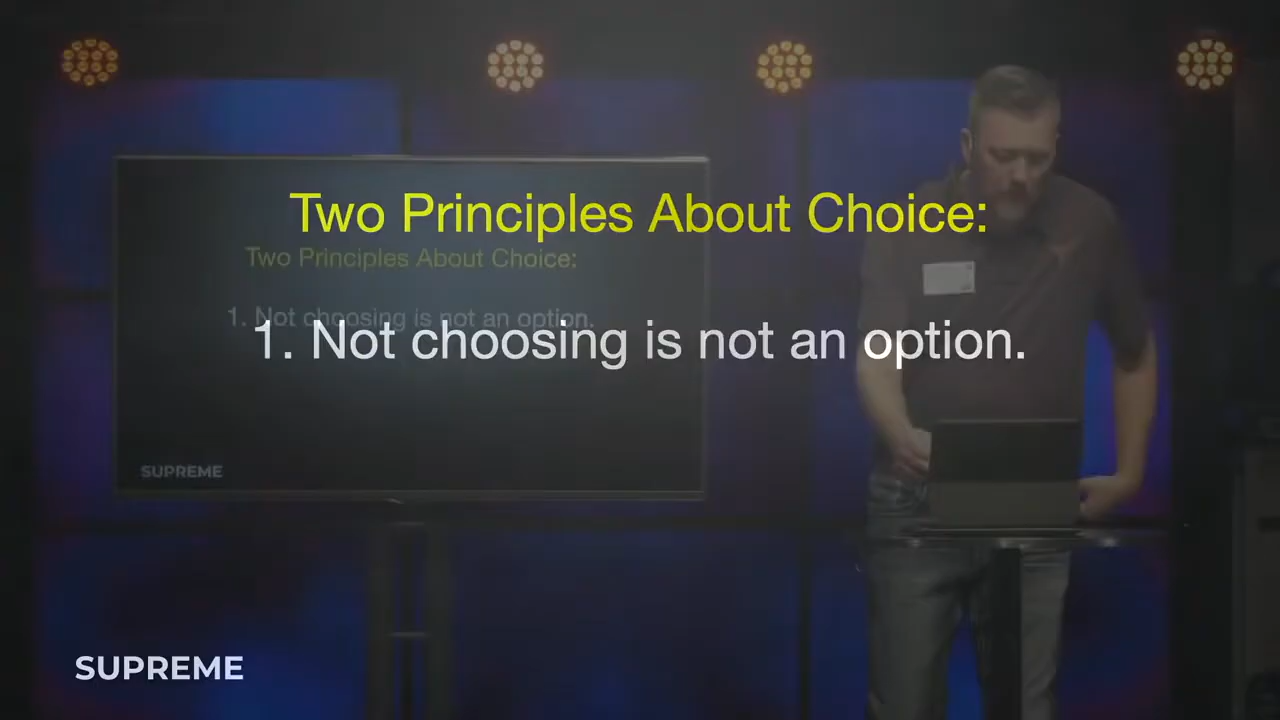 Two Principles About Choice:
Two Principles About Choice:
1. Not choosing is not an option.
1. Not choosing is not an option.
SUPREME
SUPREME